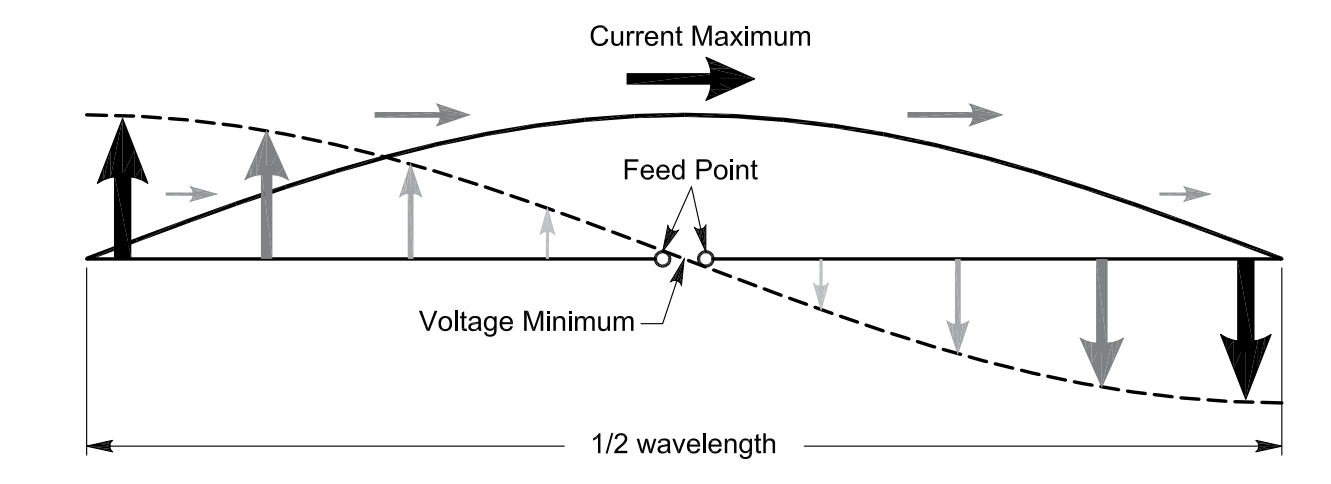 Current Maximum
Feed Point
Voltage Minimum
1/2 wavelength